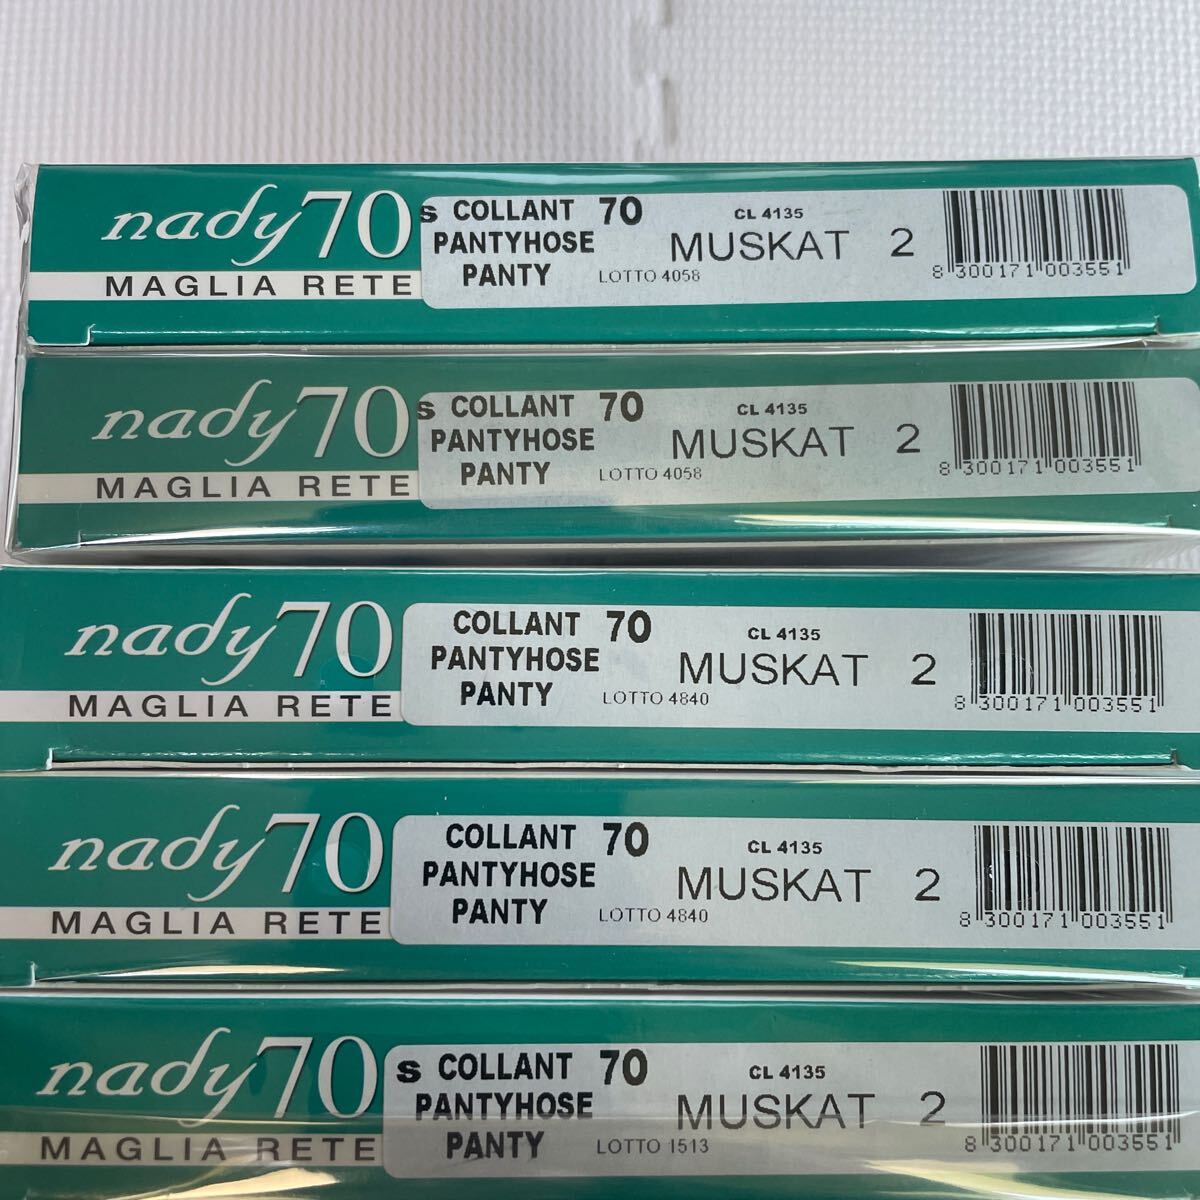 nady70
MAGLIA RETE
s COLLANT 70
PANTYHOSE
PANTY
LOTTO 4058
CL 4135
MUSKAT 2
8 300171 003551
nady70
MAGLIA RETE
s COLLANT 70
PANTYHOSE
PANTY
LOTTO 4058
CL 4135
MUSKAT 2
8 300171 003551
nady70
MAGLIA RETE
COLLANT 70
PANTYHOSE
PANTY
LOTTO 4840
CL 4135
MUSKAT 2
8 300171 003551
nady70
MAGLIA RETE
COLLANT 70
PANTYHOSE
PANTY
LOTTO 4840
CL 4135
MUSKAT 2
8 300171 003551
nady70
MAGLIA RETE
s COLLANT 70
PANTYHOSE
PANTY
LOTTO 1513
CL 4135
MUSKAT 2
8 300171 003551